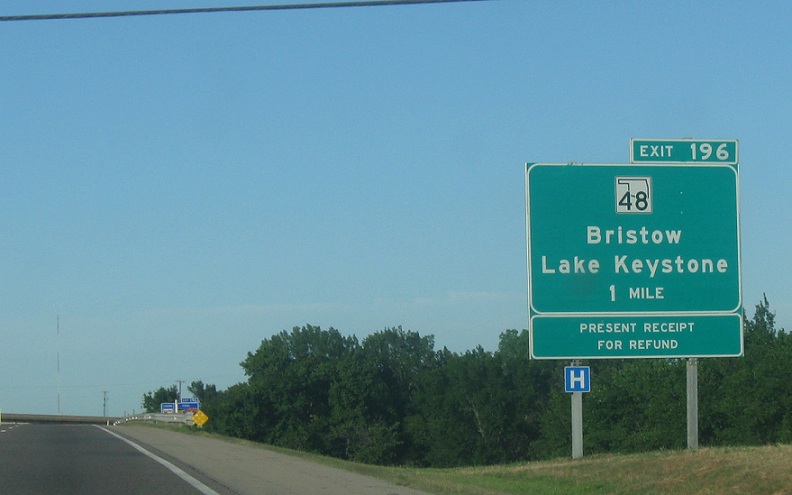 EXIT 196
48
Bristow
Lake Keystone
1 MILE
PRESENT RECEIPT
FOR REFUND
H